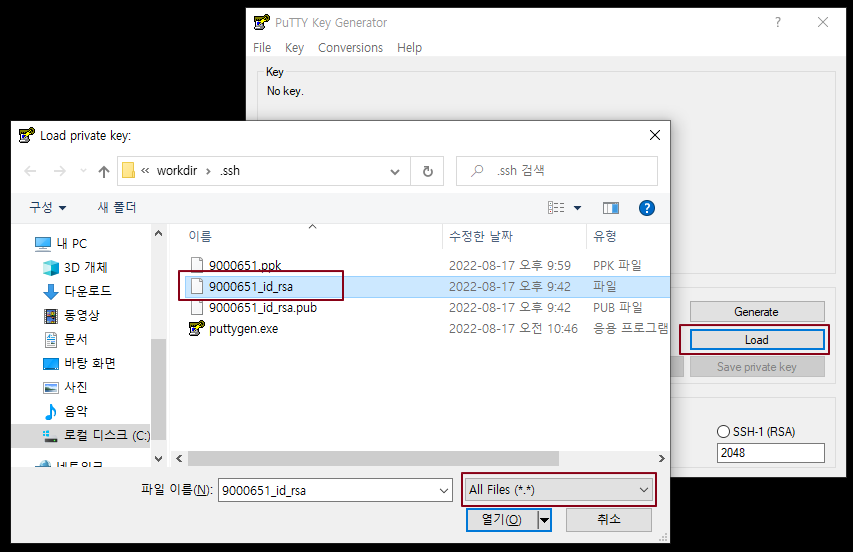 PuTTY Key Generator
File Key Conversions Help
Key
No key.
Load private key:
workdir › .ssh
.ssh 검색
구성 새 폴더
이름 수정한 날짜 유형
내 PC
3D 개체
다운로드
동영상
문서
바탕 화면
사진
음악
로컬 디스크 (C:)
네트워크
9000651.ppk 2022-08-17 오후 9:59 PPK 파일
9000651_id_rsa 2022-08-17 오후 9:42 파일
9000651_id_rsa.pub 2022-08-17 오후 9:42 PUB 파일
puttygen.exe 2022-08-17 오전 10:46 응용 프로그램
파일 이름(N): 9000651_id_rsa
All Files (*.*)
열기(O) 취소
Generate
Load
Save private key
SSH-1 (RSA)
2048